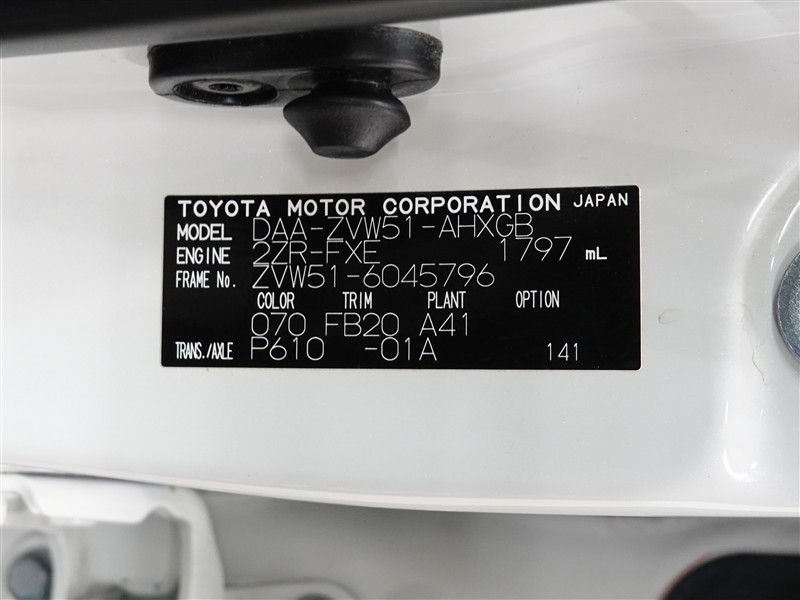 TOYOTA MOTOR CORPORATION JAPAN
MODEL DAA-ZVW51-AHXGB
ENGINE 2ZR-FXE 1797 mL
FRAME No. ZVW51-6045796
COLOR TRIM PLANT OPTION
070 FB20 A41
TRANS./AXLE P610 -01A 141